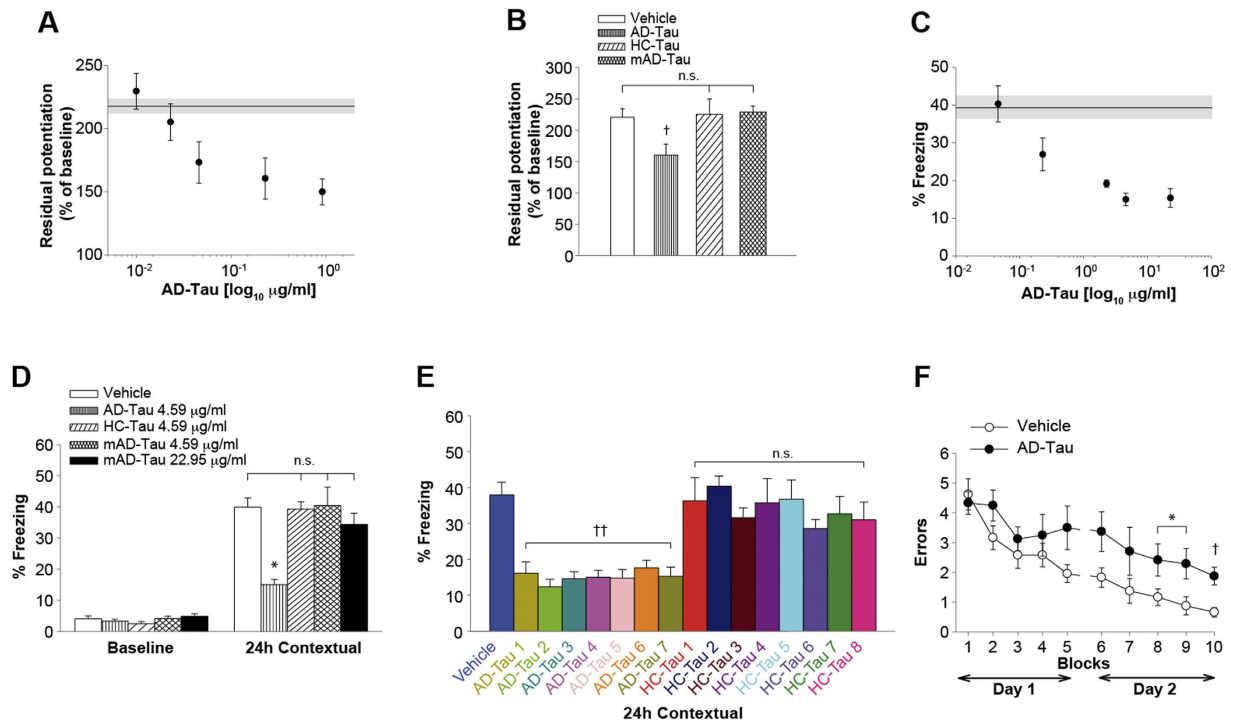 A
Residual potentiation
(% of baseline)
250
200
150
100
10-2
10-1
100
AD-Tau [log10 μg/ml]
B
Vehicle
AD-Tau
HC-Tau
mAD-Tau
Residual potentiation
(% of baseline)
300
250
200
150
100
50
0
n.s.
†
C
% Freezing
50
40
30
20
10
0
10-2
10-1
100
101
102
AD-Tau [log10 μg/ml]
D
Vehicle
AD-Tau 4.59 μg/ml
HC-Tau 4.59 μg/ml
mAD-Tau 4.59 μg/ml
mAD-Tau 22.95 μg/ml
% Freezing
60
50
40
30
20
10
0
n.s.
*
Baseline
24h Contextual
E
% Freezing
60
50
40
30
20
10
0
††
n.s.
Vehicle
AD-Tau 1
AD-Tau 2
AD-Tau 3
AD-Tau 4
AD-Tau 5
AD-Tau 6
AD-Tau 7
HC-Tau 1
HC-Tau 2
HC-Tau 3
HC-Tau 4
HC-Tau 5
HC-Tau 6
HC-Tau 7
HC-Tau 8
24h Contextual
F
Vehicle
AD-Tau
Errors
6
5
4
3
2
1
0
*
†
1 2 3 4 5 6 7 8 9 10
Blocks
Day 1
Day 2